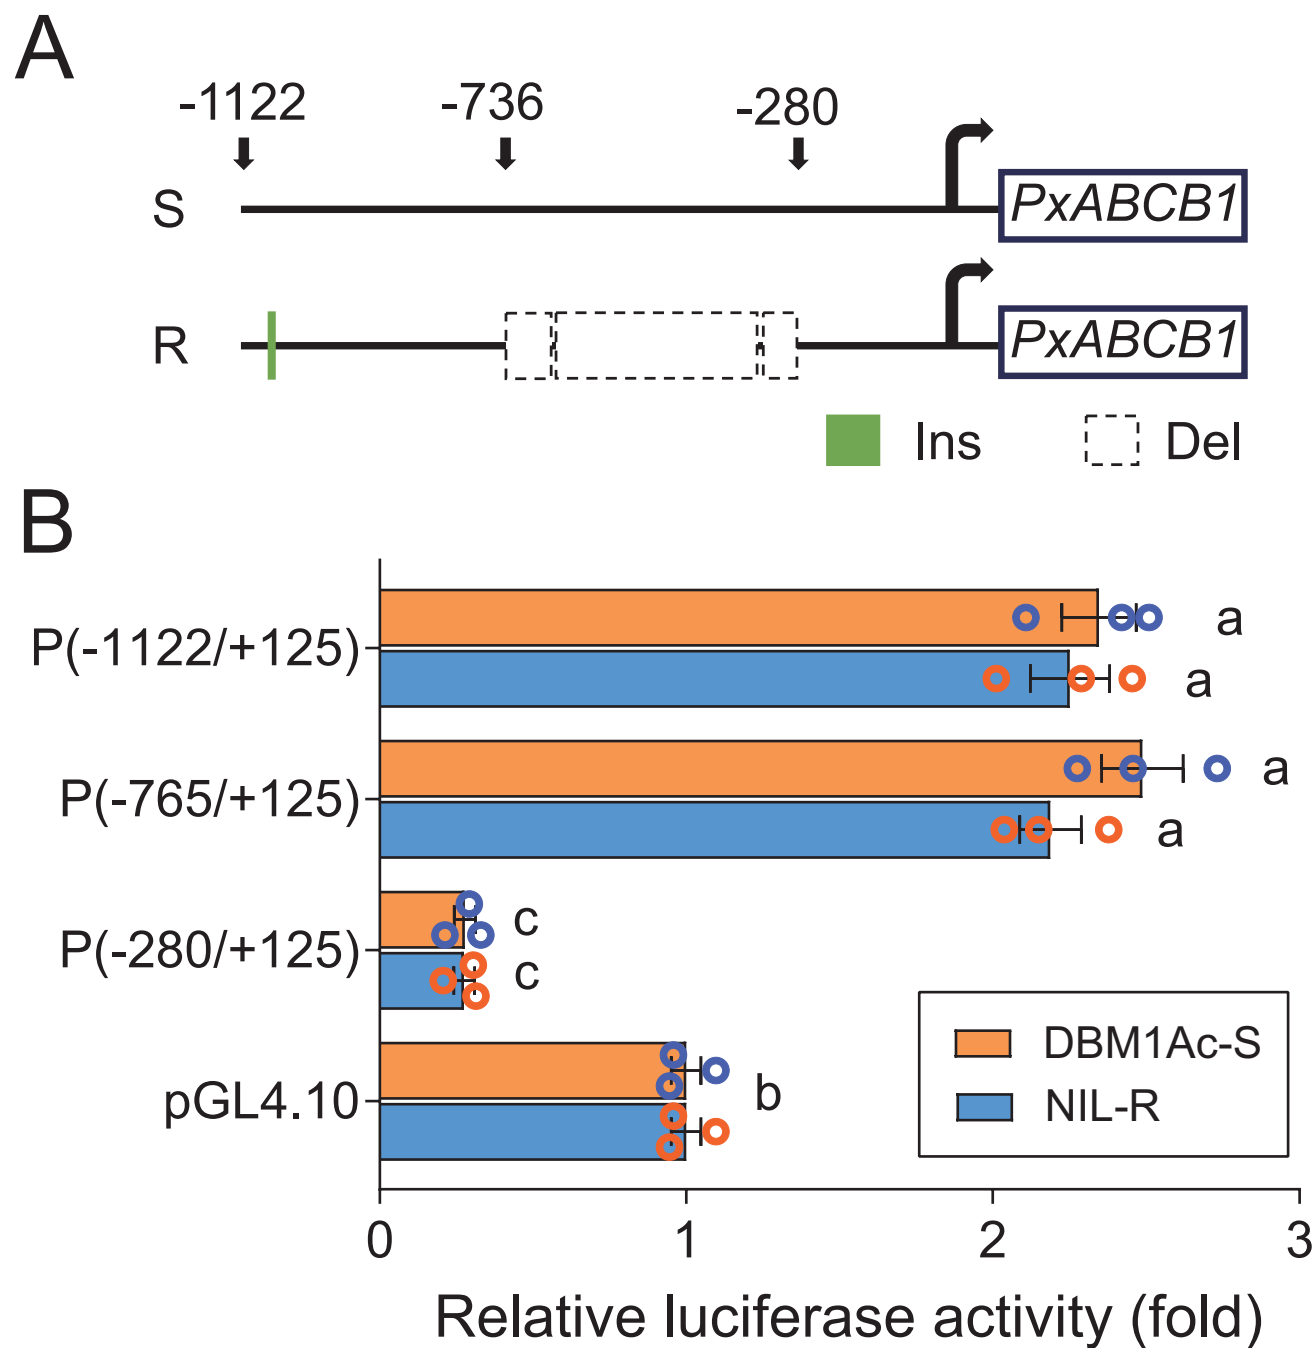 A
-1122 -736 -280
S PxABCB1
R PxABCB1
Ins Del
B
P(-1122/+125) a
a
P(-765/+125) a
a
P(-280/+125) c
c
pGL4.10 b
DBM1Ac-S
NIL-R
0 1 2 3
Relative luciferase activity (fold)